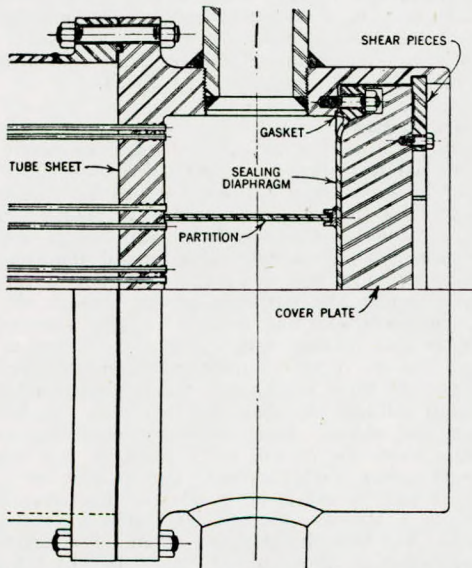 SHEAR PIECES
GASKET
TUBE SHEET
SEALING
DIAPHRAGM
PARTITION
COVER PLATE